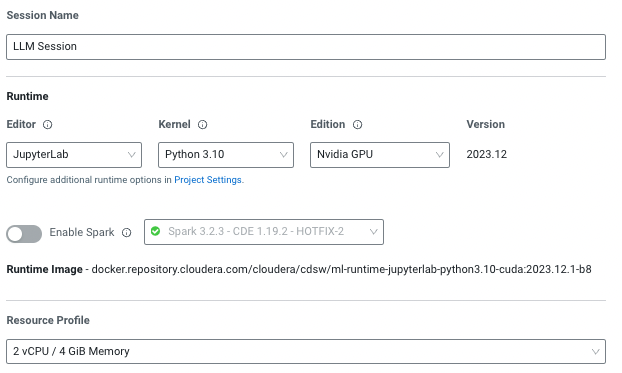 Session Name
LLM Session
Runtime
Editor Kernel Edition Version
JupyterLab Python 3.10 Nvidia GPU 2023.12
Configure additional runtime options in Project Settings.
Enable Spark Spark 3.2.3 - CDE 1.19.2 - HOTFIX-2
Runtime Image - docker.repository.cloudera.com/cloudera/cdsw/ml-runtime-jupyterlab-python3.10-cuda:2023.12.1-b8
Resource Profile
2 vCPU / 4 GiB Memory